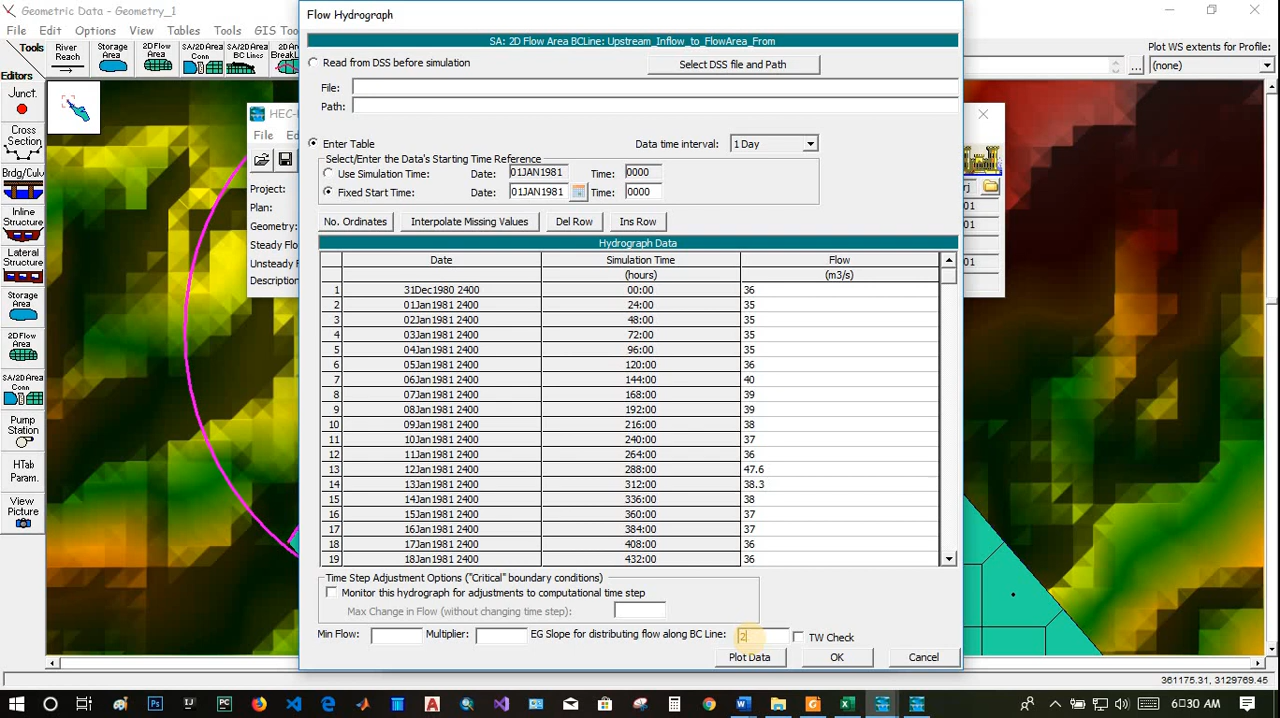 Geometric Data - Geometry_1
File Edit Options View Tables Tools GIS To
Tools
Editors
River Reach
Storage Area
2D Flow Area
SA/2D Area Conn
SA/2D Area BC Lines
2D Area BreakL
Plot WS extents for Profile:
... (none)
Junct.
Cross Section
Brdg/Culv
Inline Structure
Lateral Structure
Storage Area
2D Flow Area
SA/2D Area Conn
Pump Station
HTab Param.
View Picture
HEC-
File Ed
Project:
Plan:
Geometry:
Steady Flo
Unsteady F
Description
rj
01
01
Flow Hydrograph
SA: 2D Flow Area BCLine: Upstream_Inflow_to_FlowArea_From
Read from DSS before simulation Select DSS file and Path
File:
Path:
Enter Table Data time interval: 1 Day
Select/Enter the Data's Starting Time Reference
Use Simulation Time: Date: 01JAN1981 Time: 0000
Fixed Start Time: Date: 01JAN1981 Time: 0000
No. Ordinates Interpolate Missing Values Del Row Ins Row
Hydrograph Data
Date Simulation Time Flow
(hours) (m3/s)
1 31Dec1980 2400 00:00 36
2 01Jan1981 2400 24:00 35
3 02Jan1981 2400 48:00 35
4 03Jan1981 2400 72:00 35
5 04Jan1981 2400 96:00 35
6 05Jan1981 2400 120:00 36
7 06Jan1981 2400 144:00 40
8 07Jan1981 2400 168:00 39
9 08Jan1981 2400 192:00 39
10 09Jan1981 2400 216:00 38
11 10Jan1981 2400 240:00 37
12 11Jan1981 2400 264:00 36
13 12Jan1981 2400 288:00 47.6
14 13Jan1981 2400 312:00 38.3
15 14Jan1981 2400 336:00 38
16 15Jan1981 2400 360:00 37
17 16Jan1981 2400 384:00 37
18 17Jan1981 2400 408:00 36
19 18Jan1981 2400 432:00 36
Time Step Adjustment Options ("Critical" boundary conditions)
Monitor this hydrograph for adjustments to computational time step
Max Change in Flow (without changing time step):
Min Flow: Multiplier: EG Slope for distributing flow along BC Line: 2 TW Check
Plot Data OK Cancel
361175.31, 3129769.45
6:30 AM